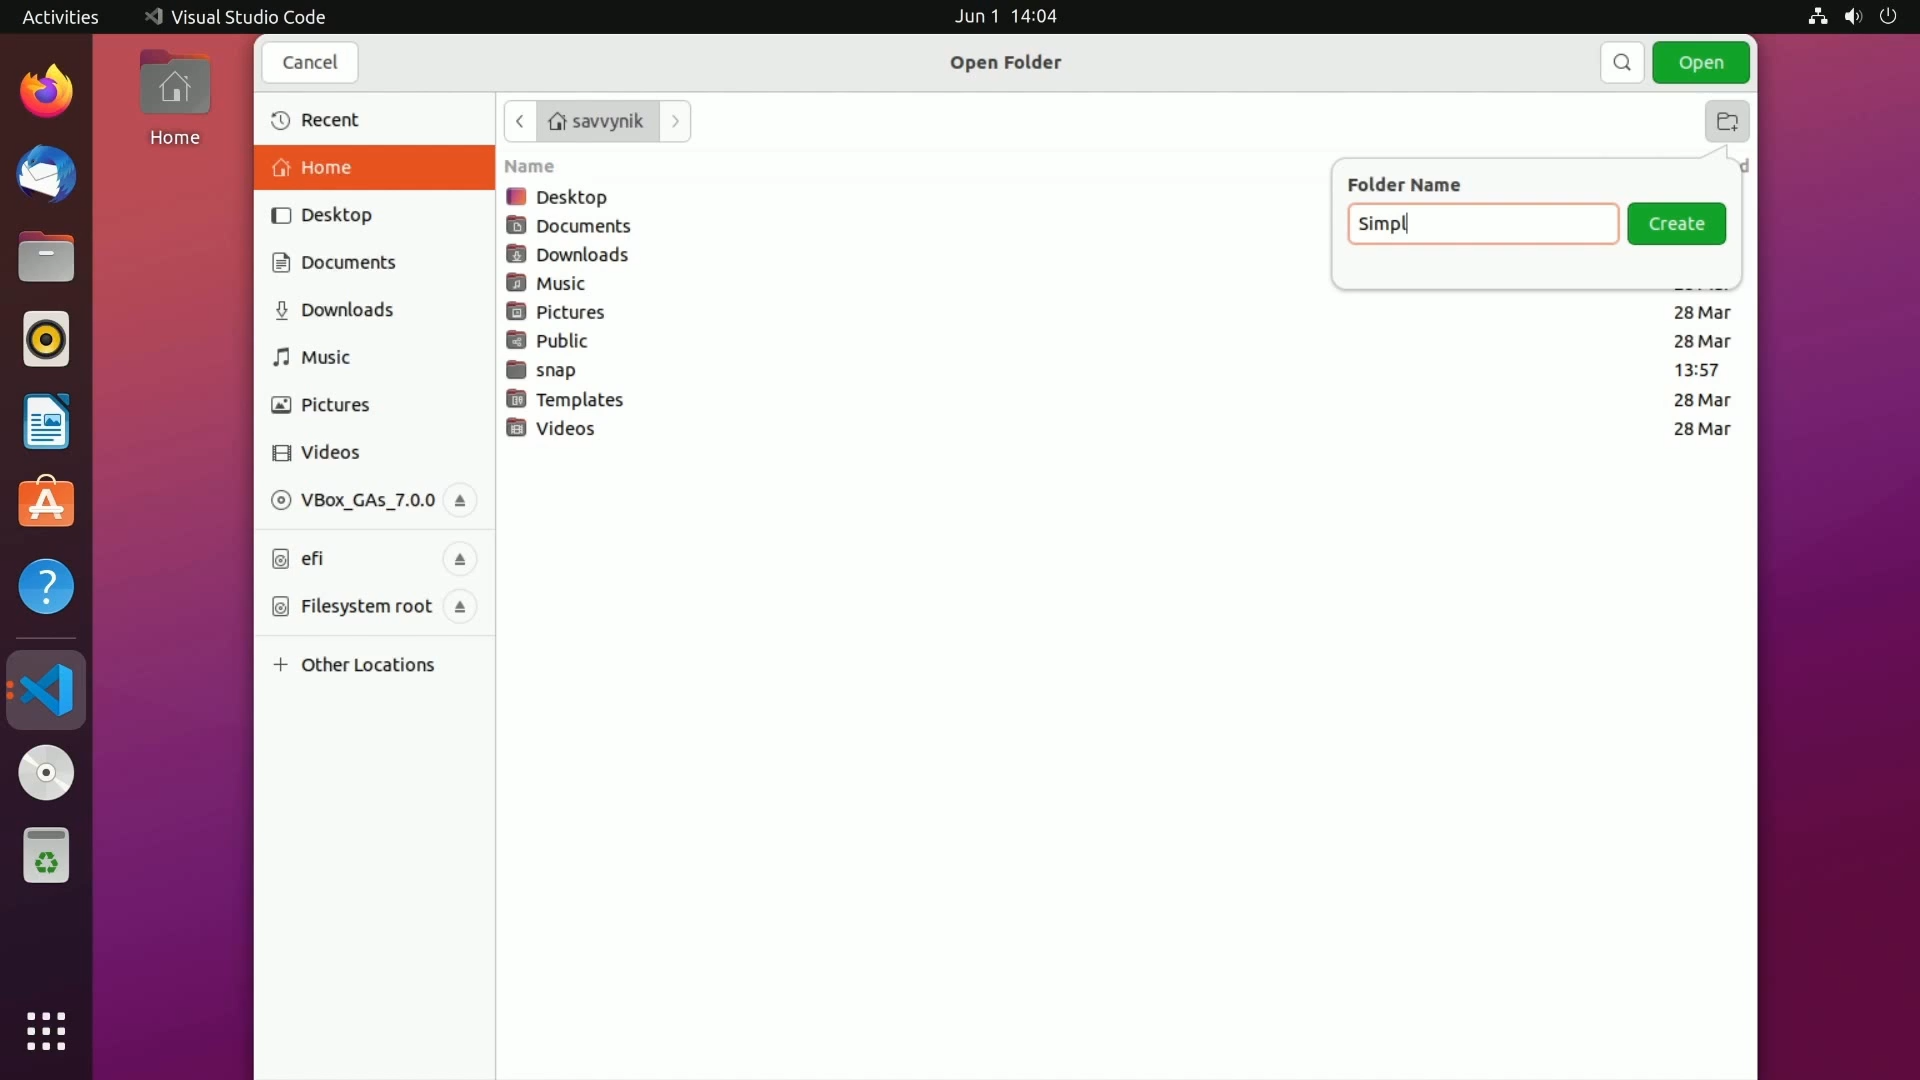 Activities
Visual Studio Code
Jun 1 14:04
Home
Cancel
Open Folder
Open
Recent
Home
Desktop
Documents
Downloads
Music
Pictures
Videos
VBox_GAs_7.0.0
efi
Filesystem root
Other Locations
savvynik
Name
Desktop
Documents
Downloads
Music
Pictures
28 Mar
Public
28 Mar
snap
13:57
Templates
28 Mar
Videos
28 Mar
Folder Name
Simpl
Create